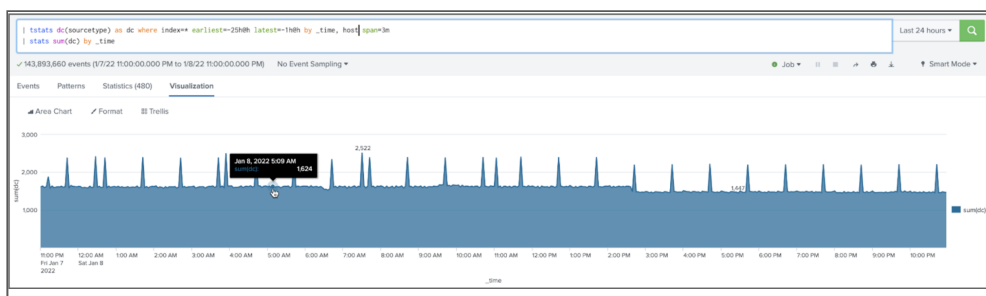 | tstats dc(sourcetype) as dc where index=* earliest=-25h@h latest=-1h@h by _time, host span=3m
| stats sum(dc) by _time
Last 24 hours
143,893,660 events (1/7/22 11:00:00.000 PM to 1/8/22 11:00:00.000 PM) No Event Sampling
Job
Smart Mode
Events Patterns Statistics (480) Visualization
Area Chart Format Trellis
3,000
2,000
1,000
sum(dc)
2,522
Jan 8, 2022 5:09 AM
sum(dc) 1,624
1,447
sum(dc)
11:00 PM 12:00 AM 1:00 AM 2:00 AM 3:00 AM 4:00 AM 5:00 AM 6:00 AM 7:00 AM 8:00 AM 9:00 AM 10:00 AM 11:00 AM 12:00 PM 1:00 PM 2:00 PM 3:00 PM 4:00 PM 5:00 PM 6:00 PM 7:00 PM 8:00 PM 9:00 PM 10:00 PM
Fri Jan 7 Sat Jan 8
2022
_time